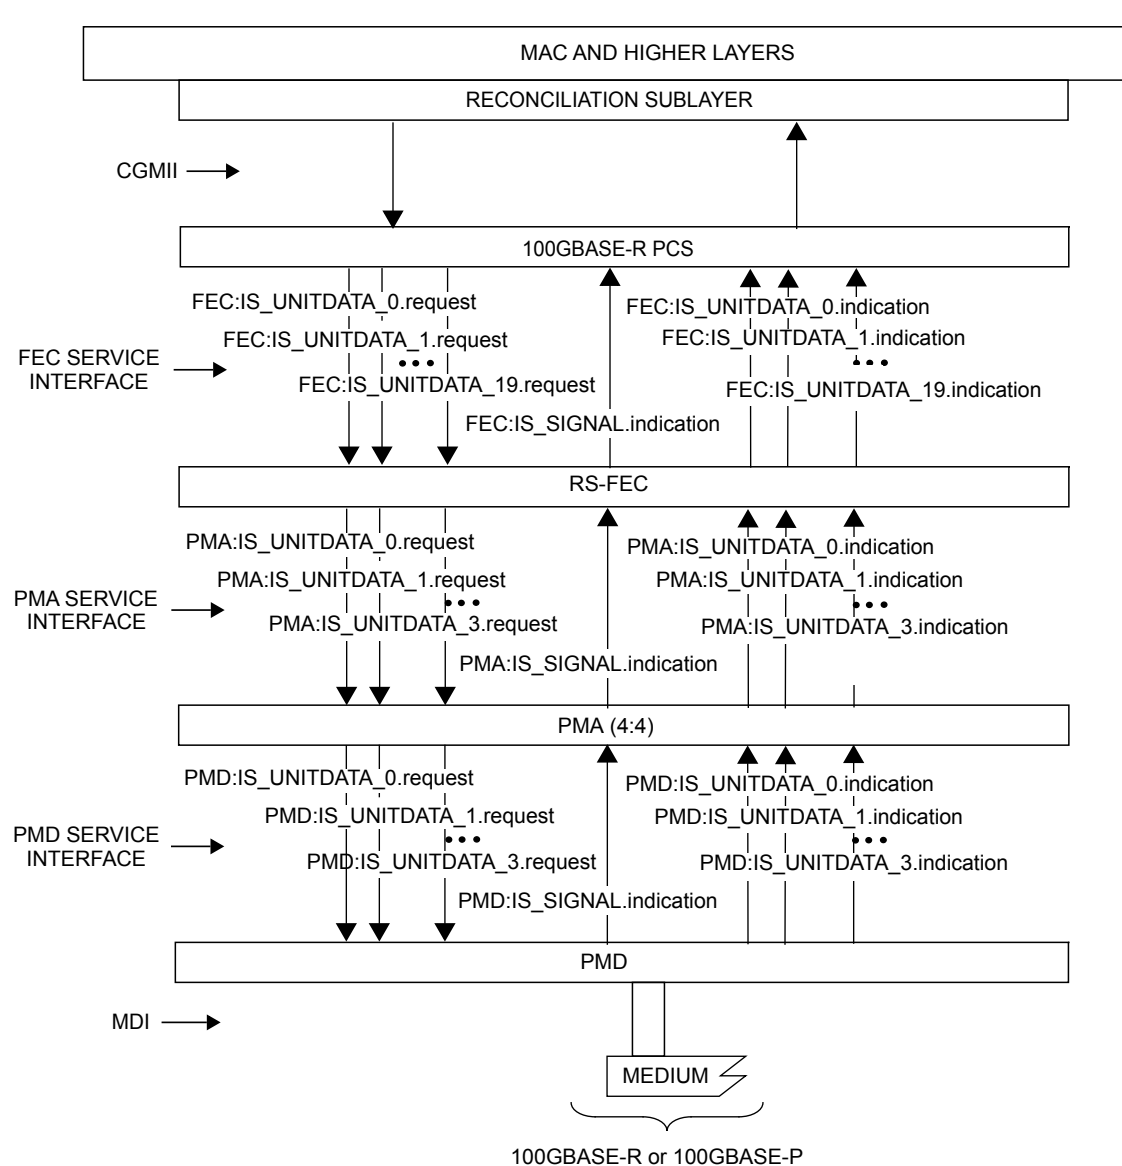 MAC AND HIGHER LAYERS
RECONCILIATION SUBLAYER
CGMII
100GBASE-R PCS
FEC:IS_UNITDATA_0.request
FEC:IS_UNITDATA_0.indication
FEC:IS_UNITDATA_1.request
FEC:IS_UNITDATA_1.indication
FEC SERVICE
INTERFACE
FEC:IS_UNITDATA_19.request
FEC:IS_UNITDATA_19.indication
FEC:IS_SIGNAL.indication
RS-FEC
PMA:IS_UNITDATA_0.request
PMA:IS_UNITDATA_0.indication
PMA:IS_UNITDATA_1.request
PMA:IS_UNITDATA_1.indication
PMA SERVICE
INTERFACE
PMA:IS_UNITDATA_3.request
PMA:IS_UNITDATA_3.indication
PMA:IS_SIGNAL.indication
PMA (4:4)
PMD:IS_UNITDATA_0.request
PMD:IS_UNITDATA_0.indication
PMD:IS_UNITDATA_1.request
PMD:IS_UNITDATA_1.indication
PMD SERVICE
INTERFACE
PMD:IS_UNITDATA_3.request
PMD:IS_UNITDATA_3.indication
PMD:IS_SIGNAL.indication
PMD
MDI
MEDIUM
100GBASE-R or 100GBASE-P